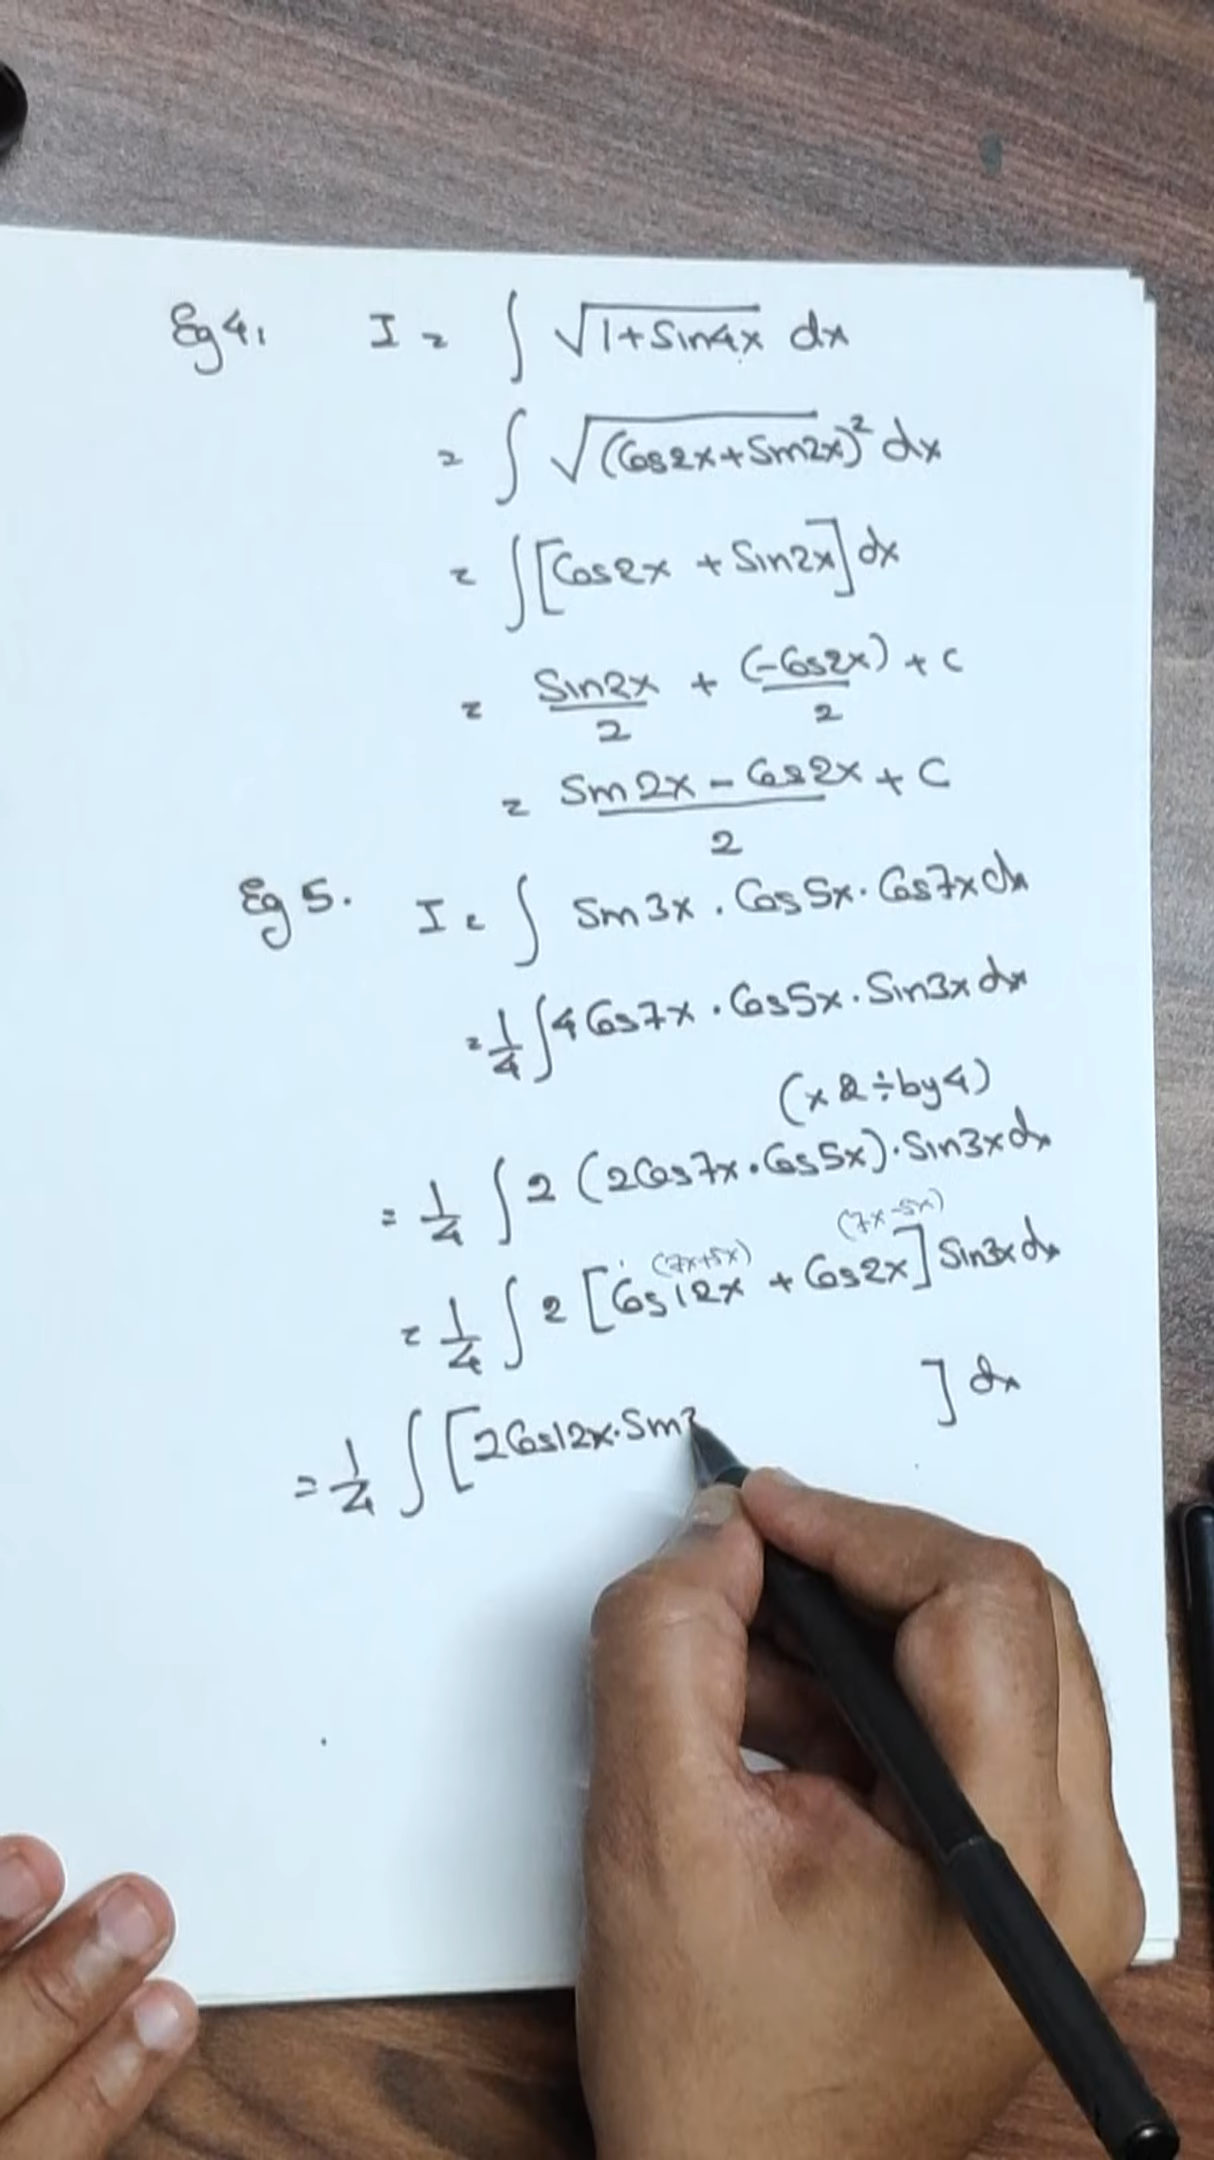 Eg 4. I = ∫ √(1+Sin4x) dx
= ∫ √(Cos2x+Sin2x)² dx
= ∫ [Cos2x + Sin2x] dx
= Sin2x/2 + (-Cos2x)/2 + C
= (Sin2x - Cos2x)/2 + C
Eg 5. I = ∫ Sin3x . Cos5x . Cos7x dx
= 1/4 ∫ 4 Cos7x . Cos5x . Sin3x dx
(x & ÷ by 4)
= 1/4 ∫ 2 (2Cos7x . Cos5x) . Sin3x dx
(7x+5x) (7x-5x)
= 1/4 ∫ 2 [Cos12x + Cos2x] Sin3x dx
= 1/4 ∫ [2Cos12x . Sin3 ] dx